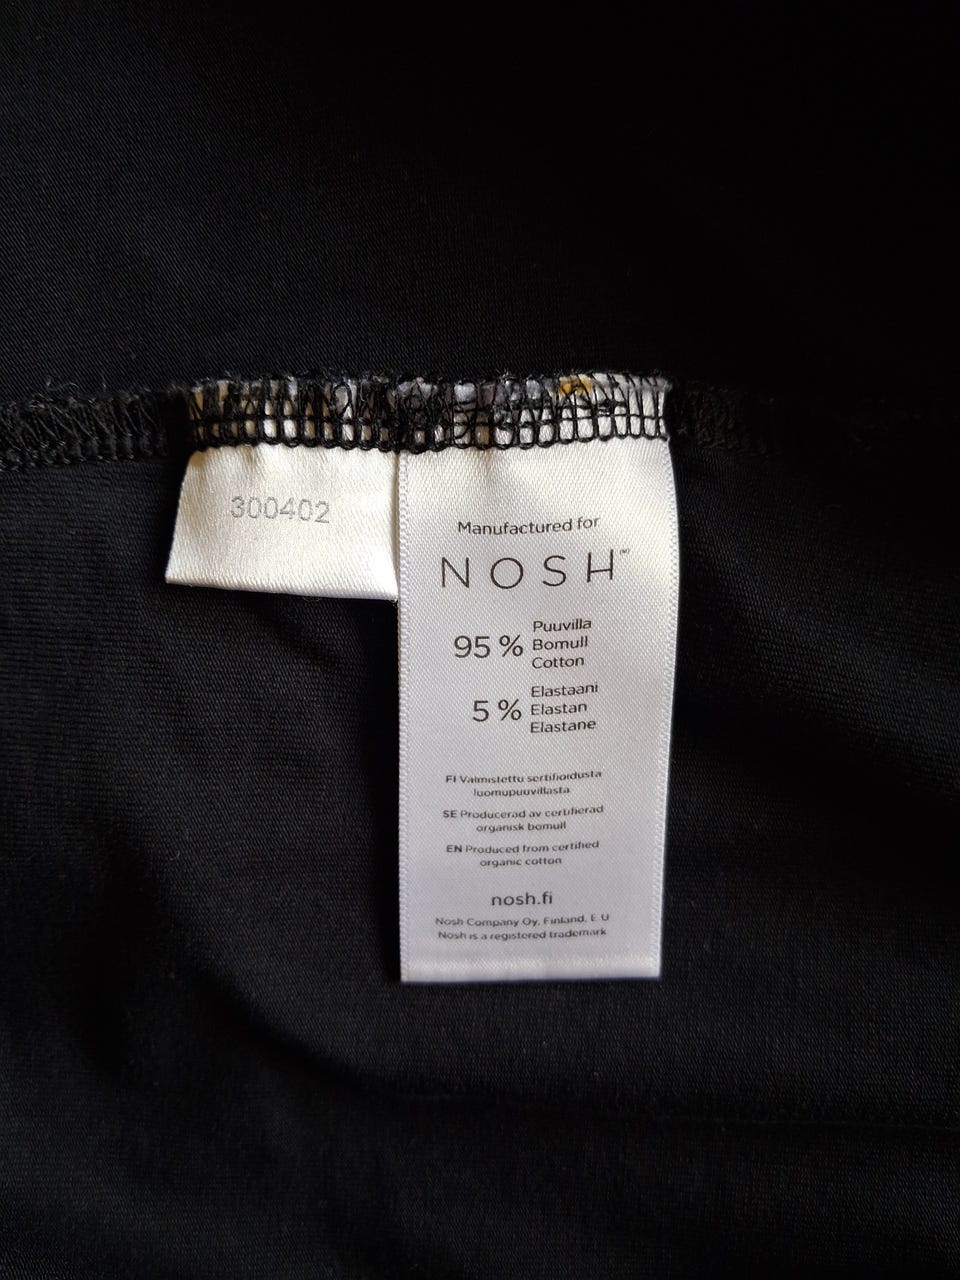 300402
Manufactured for
NOSH™
95 % Puuvilla
Bomull
Cotton
5 % Elastaani
Elastan
Elastane
FI Valmistettu sertifioidusta
luomupuuvillasta
SE Producerad av certifierad
organisk bomull
EN Produced from certified
organic cotton
nosh.fi
Nosh Company Oy, Finland, E.U
Nosh is a registered trademark